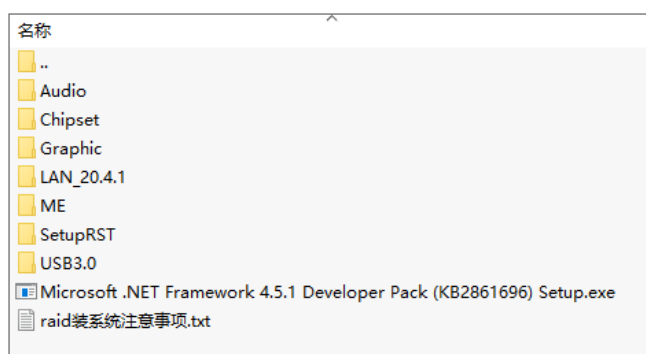 名称
..
Audio
Chipset
Graphic
LAN_20.4.1
ME
SetupRST
USB3.0
Microsoft .NET Framework 4.5.1 Developer Pack (KB2861696) Setup.exe
raid装系统注意事项.txt